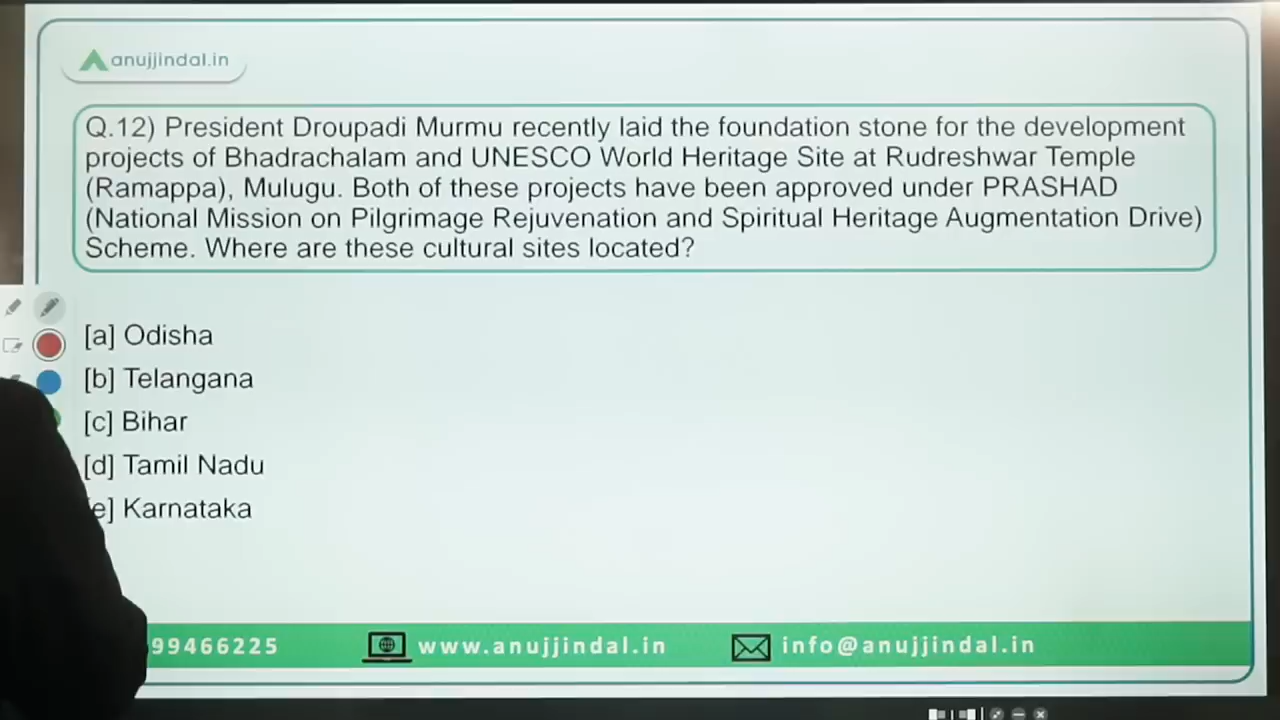 anujjindal.in
Q.12) President Droupadi Murmu recently laid the foundation stone for the development
projects of Bhadrachalam and UNESCO World Heritage Site at Rudreshwar Temple
(Ramappa), Mulugu. Both of these projects have been approved under PRASHAD
(National Mission on Pilgrimage Rejuvenation and Spiritual Heritage Augmentation Drive)
Scheme. Where are these cultural sites located?
[a] Odisha
[b] Telangana
[c] Bihar
[d] Tamil Nadu
e] Karnataka
99466225 www.anujjindal.in info@anujjindal.in